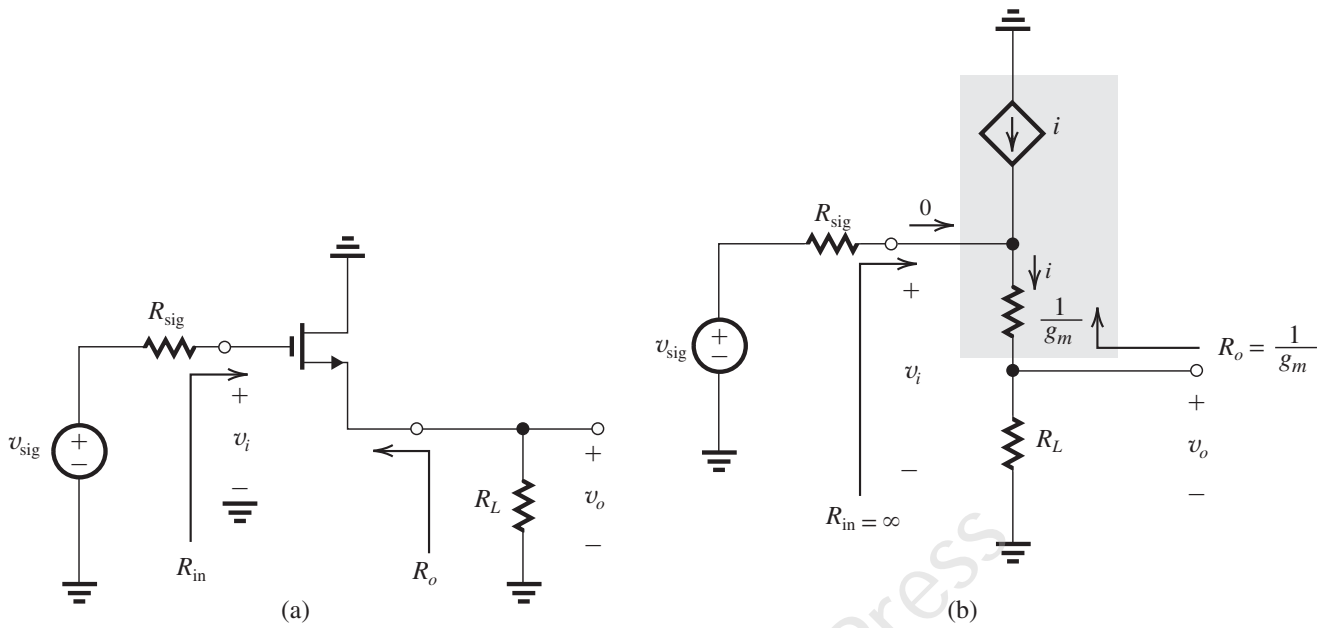 R_sig
v_sig
+
−
+
v_i
−
R_in
R_o
R_L
+
v_o
−
(a)
i
0
R_sig
i
1/g_m
R_o = 1/g_m
v_sig
+
−
+
v_i
−
R_in = ∞
R_L
+
v_o
−
(b)
press